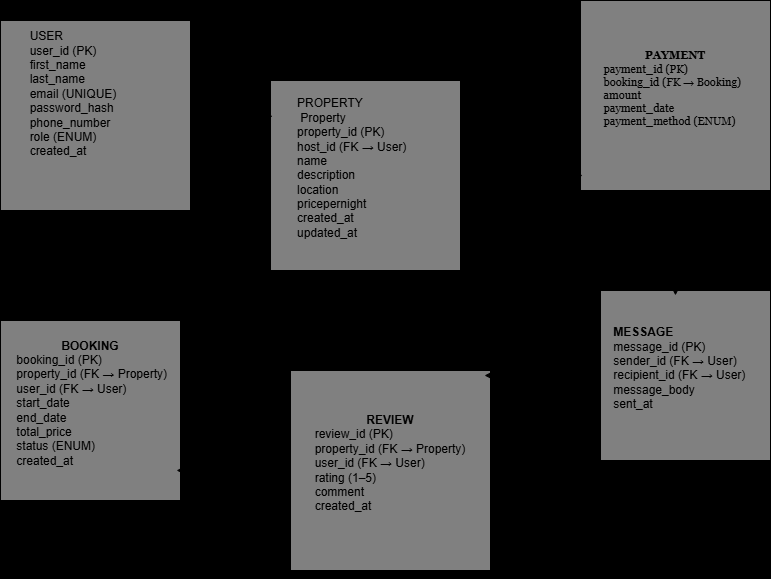 USER
user_id (PK)
first_name
last_name
email (UNIQUE)
password_hash
phone_number
role (ENUM)
created_at
PROPERTY
Property
property_id (PK)
host_id (FK → User)
name
description
location
pricepernight
created_at
updated_at
PAYMENT
payment_id (PK)
booking_id (FK → Booking)
amount
payment_date
payment_method (ENUM)
BOOKING
booking_id (PK)
property_id (FK → Property)
user_id (FK → User)
start_date
end_date
total_price
status (ENUM)
created_at
REVIEW
review_id (PK)
property_id (FK → Property)
user_id (FK → User)
rating (1–5)
comment
created_at
MESSAGE
message_id (PK)
sender_id (FK → User)
recipient_id (FK → User)
message_body
sent_at